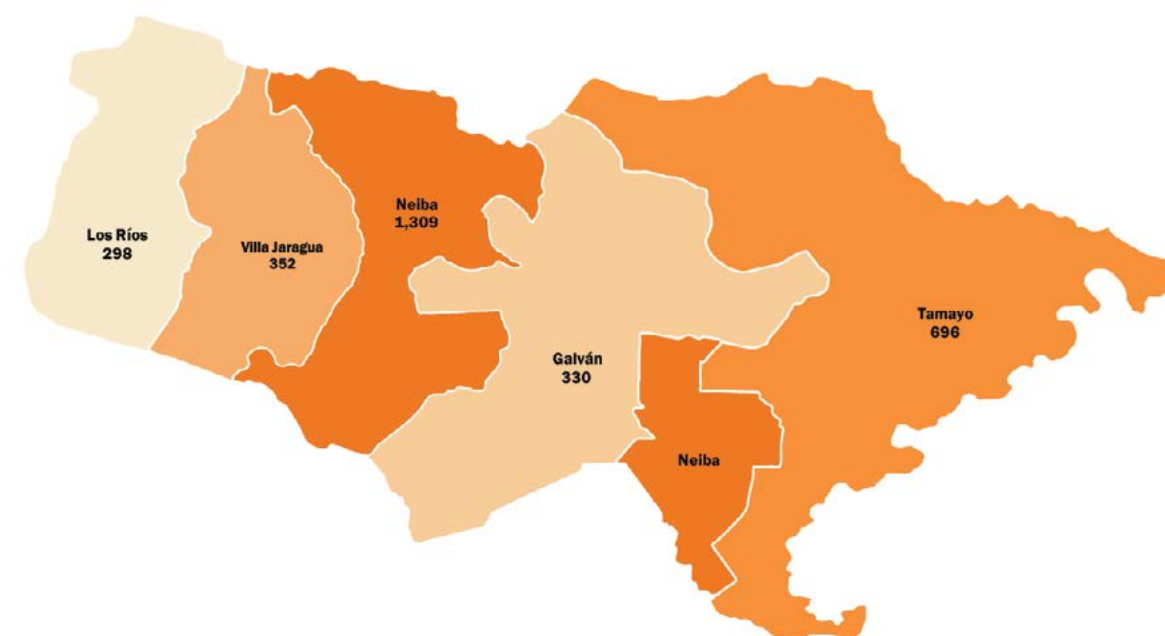 Los Ríos
298
Villa Jaragua
352
Neiba
1,309
Galván
330
Neiba
Tamayo
696